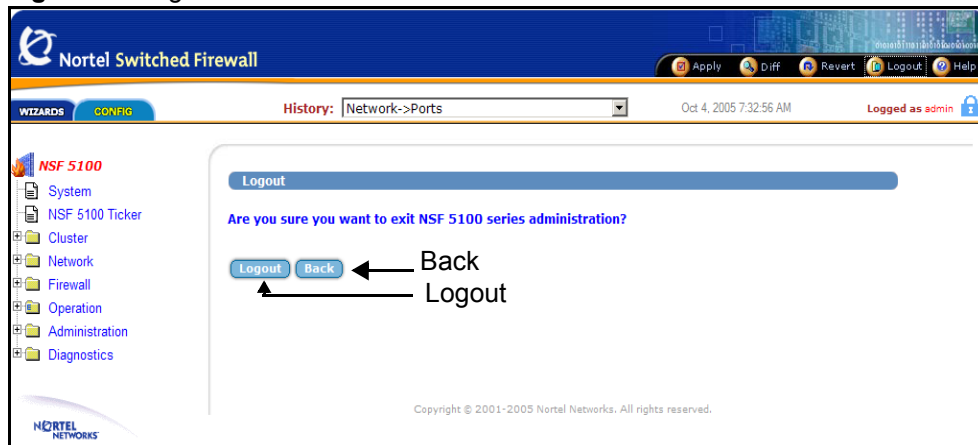 Nortel Switched Firewall
Apply Diff Revert Logout Help
WIZARDS CONFIG
History: Network->Ports
Oct 4, 2005 7:32:56 AM
Logged as admin
NSF 5100
System
NSF 5100 Ticker
Cluster
Network
Firewall
Operation
Administration
Diagnostics
Logout
Are you sure you want to exit NSF 5100 series administration?
Logout Back
Back
Logout
Copyright © 2001-2005 Nortel Networks. All rights reserved.
NORTEL
NETWORKS